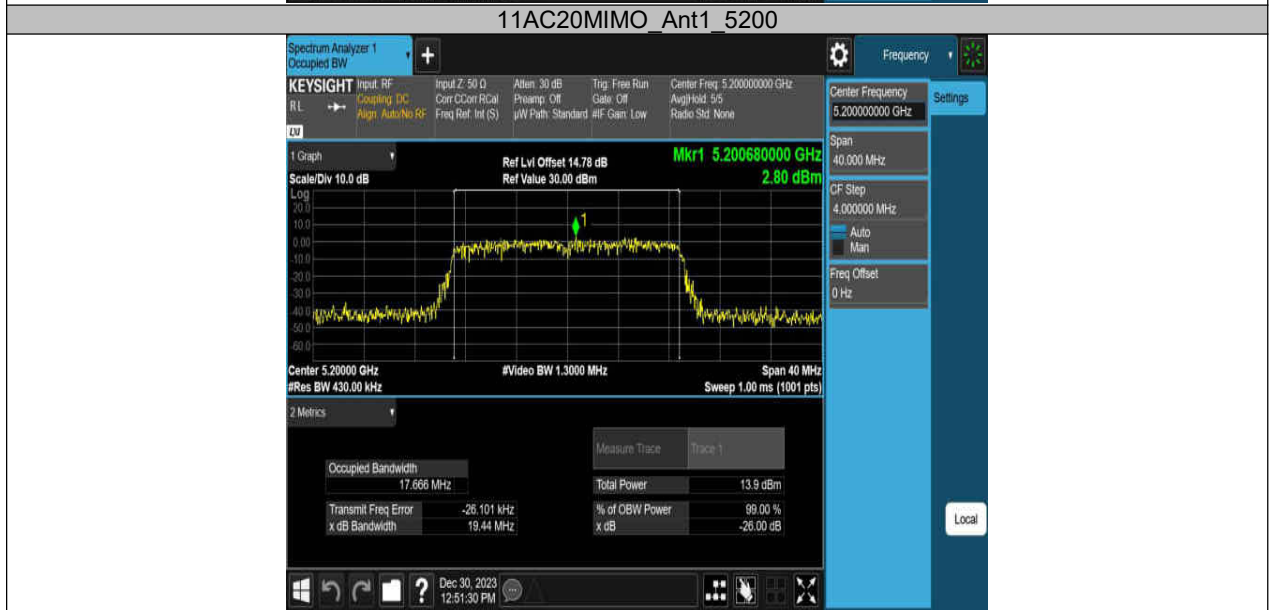 11AC20MIMO_Ant1_5200
Spectrum Analyzer 1
Occupied BW
+
Frequency
KEYSIGHT Input: RF Input Z: 50 Ω Atten: 30 dB Trig: Free Run Center Freq: 5.200000000 GHz
RL Coupling: DC Corr CCorr RCal Preamp: Off Gate: Off Avg|Hold: 5/5
Align: Auto/No RF Freq Ref: Int (S) µW Path: Standard #IF Gain: Low Radio Std: None
LXI
Center Frequency
5.200000000 GHz
Settings
Span
40.000 MHz
CF Step
4.000000 MHz
Auto
Man
Freq Offset
0 Hz
1 Graph
Ref Lvl Offset 14.78 dB Mkr1 5.200680000 GHz
Scale/Div 10.0 dB Ref Value 30.00 dBm 2.80 dBm
Log
20.0
10.0
1
0.00
-10.0
-20.0
-30.0
-40.0
-50.0
-60.0
Center 5.20000 GHz #Video BW 1.3000 MHz Span 40 MHz
#Res BW 430.00 kHz Sweep 1.00 ms (1001 pts)
2 Metrics
Measure Trace Trace 1
Occupied Bandwidth
17.666 MHz Total Power 13.9 dBm
Transmit Freq Error -26.101 kHz % of OBW Power 99.00 %
x dB Bandwidth 19.44 MHz x dB -26.00 dB
Local
? Dec 30, 2023
12:51:30 PM